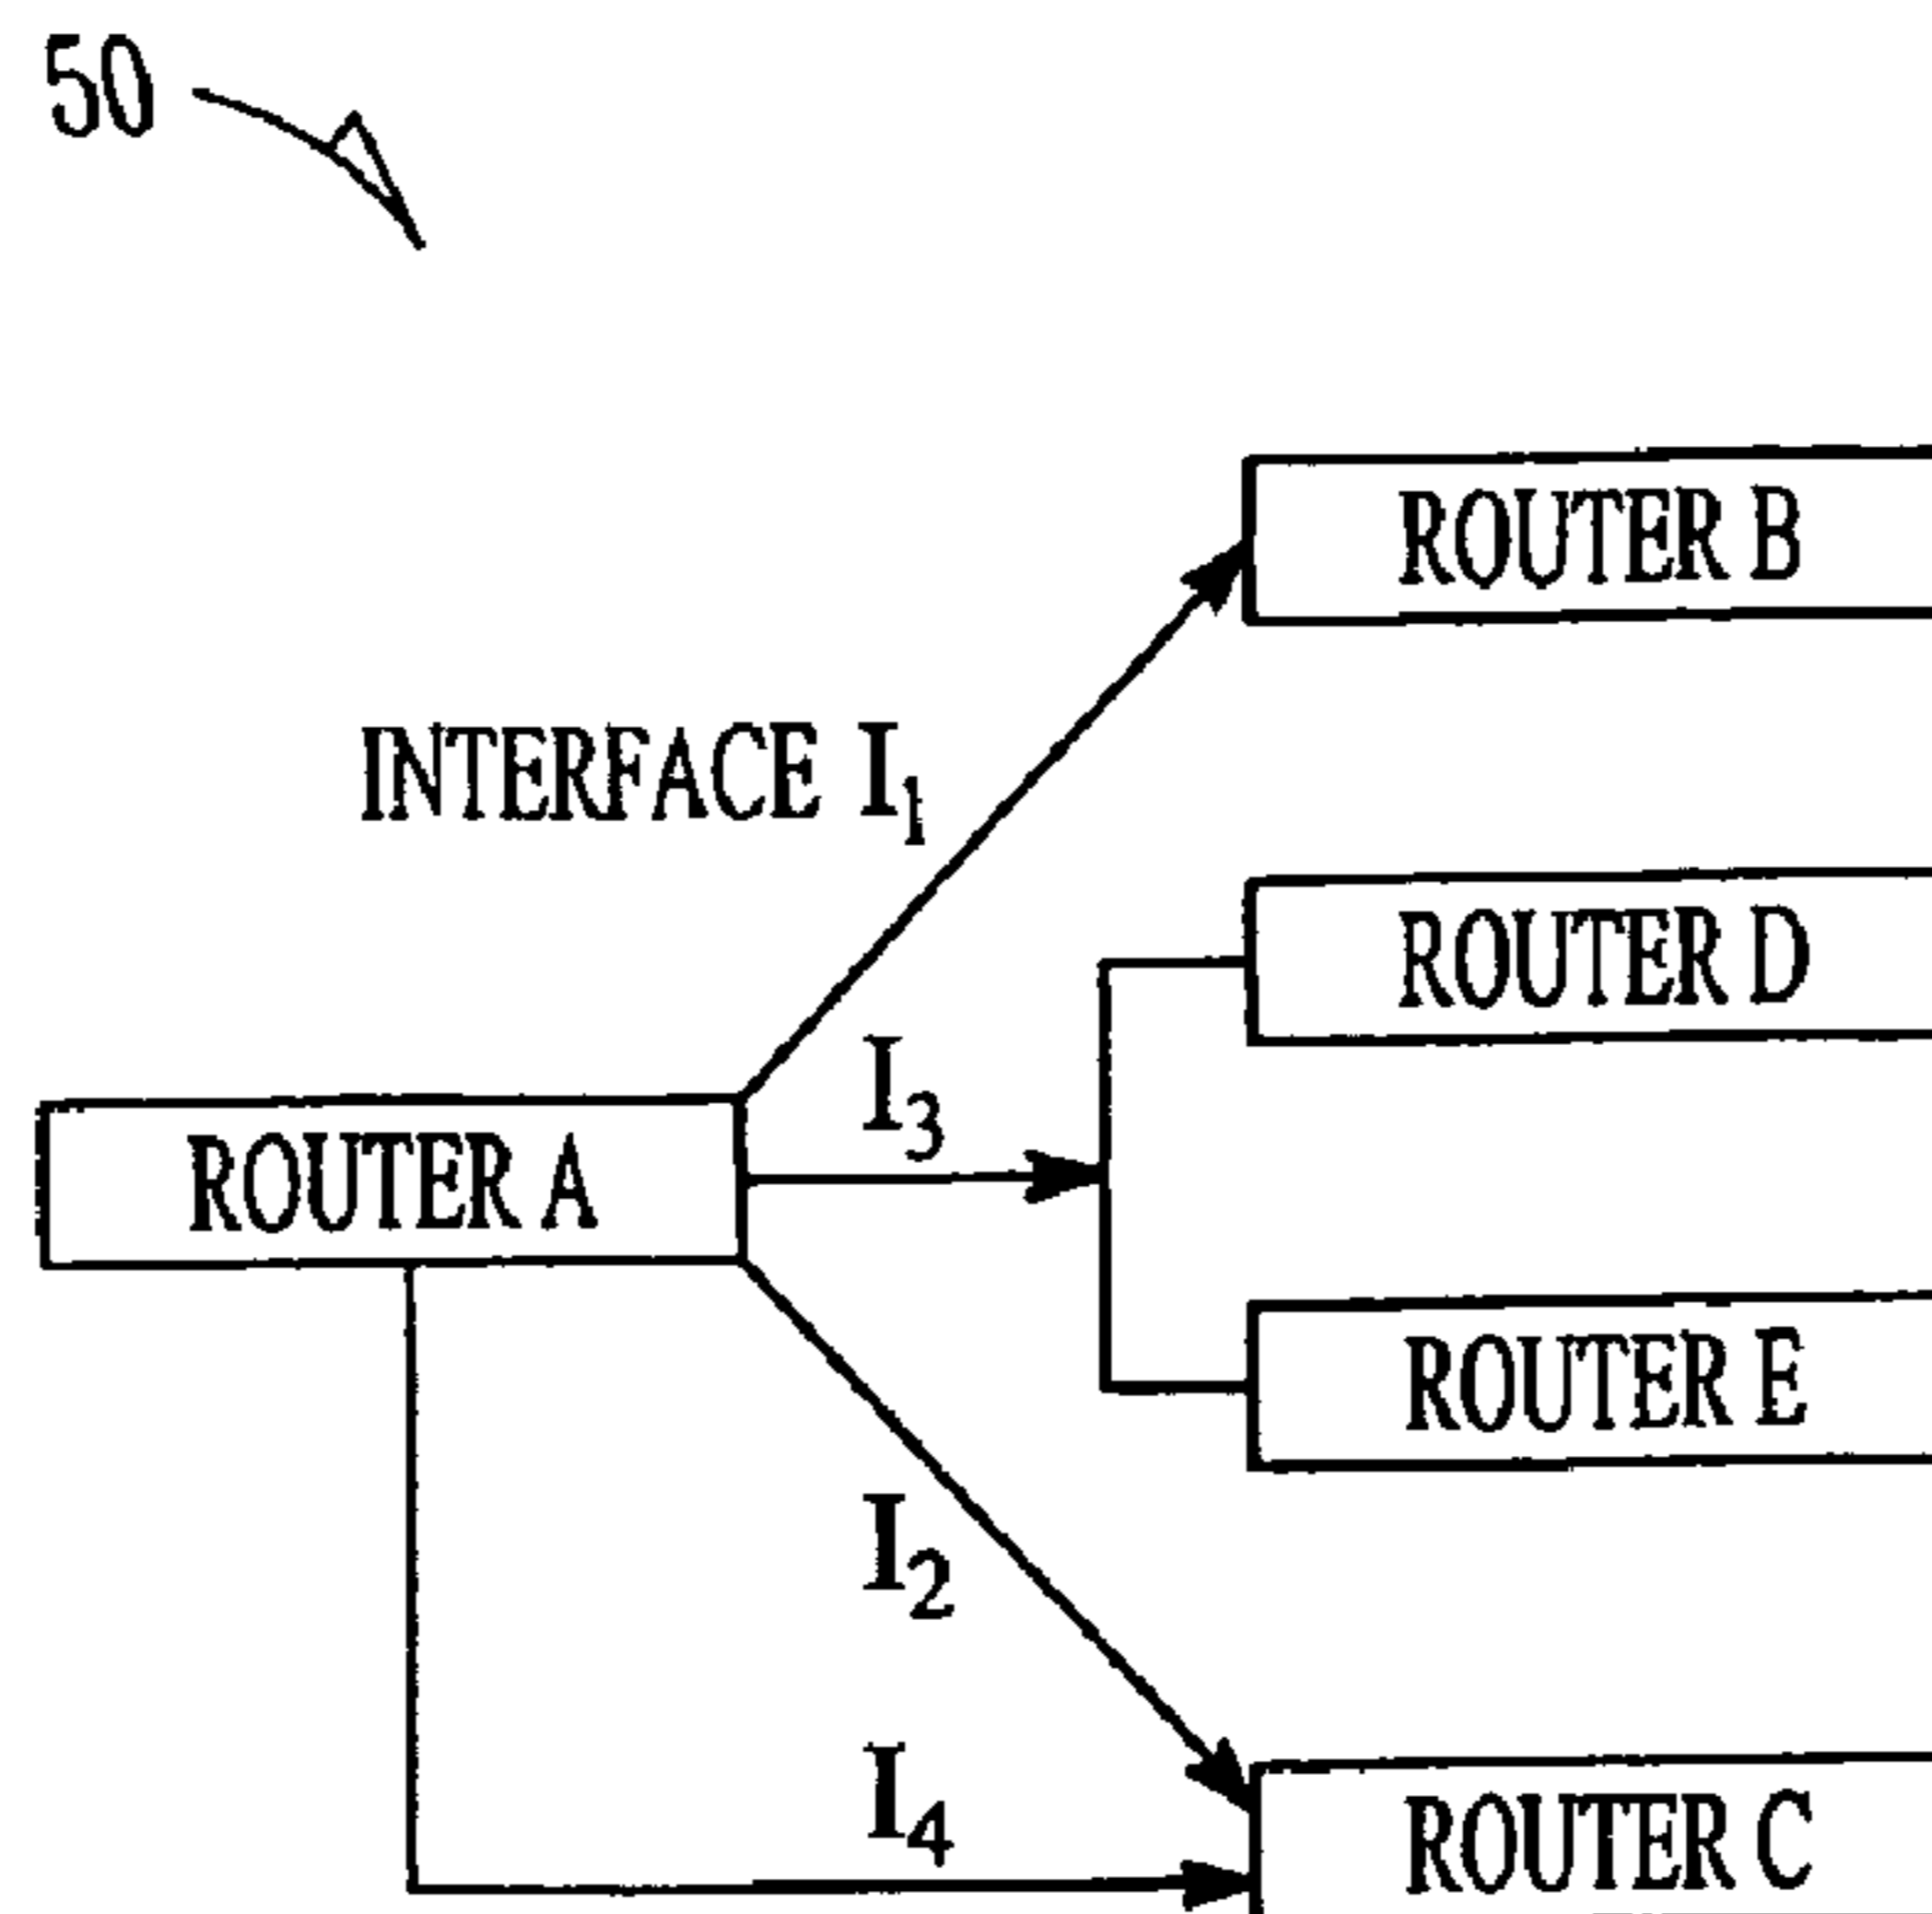 50
ROUTER B
INTERFACE I₁
ROUTER D
I₃
ROUTER A
ROUTER E
I₂
I₄
ROUTER C